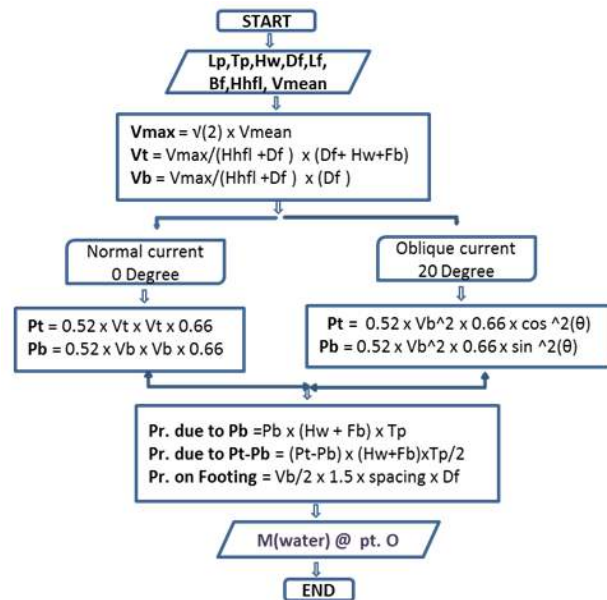 START
Lp,Tp,Hw,Df,Lf,
Bf,Hhfl, Vmean
Vmax = √(2) x Vmean
Vt = Vmax/(Hhfl +Df ) x (Df+ Hw+Fb)
Vb = Vmax/(Hhfl +Df ) x (Df )
Normal current
0 Degree
Oblique current
20 Degree
Pt = 0.52 x Vt x Vt x 0.66
Pb = 0.52 x Vb x Vb x 0.66
Pt = 0.52 x Vb^2 x 0.66 x cos ^2(θ)
Pb = 0.52 x Vb^2 x 0.66 x sin ^2(θ)
Pr. due to Pb =Pb x (Hw + Fb) x Tp
Pr. due to Pt-Pb = (Pt-Pb) x (Hw+Fb)xTp/2
Pr. on Footing = Vb/2 x 1.5 x spacing x Df
M(water) @ pt. O
END